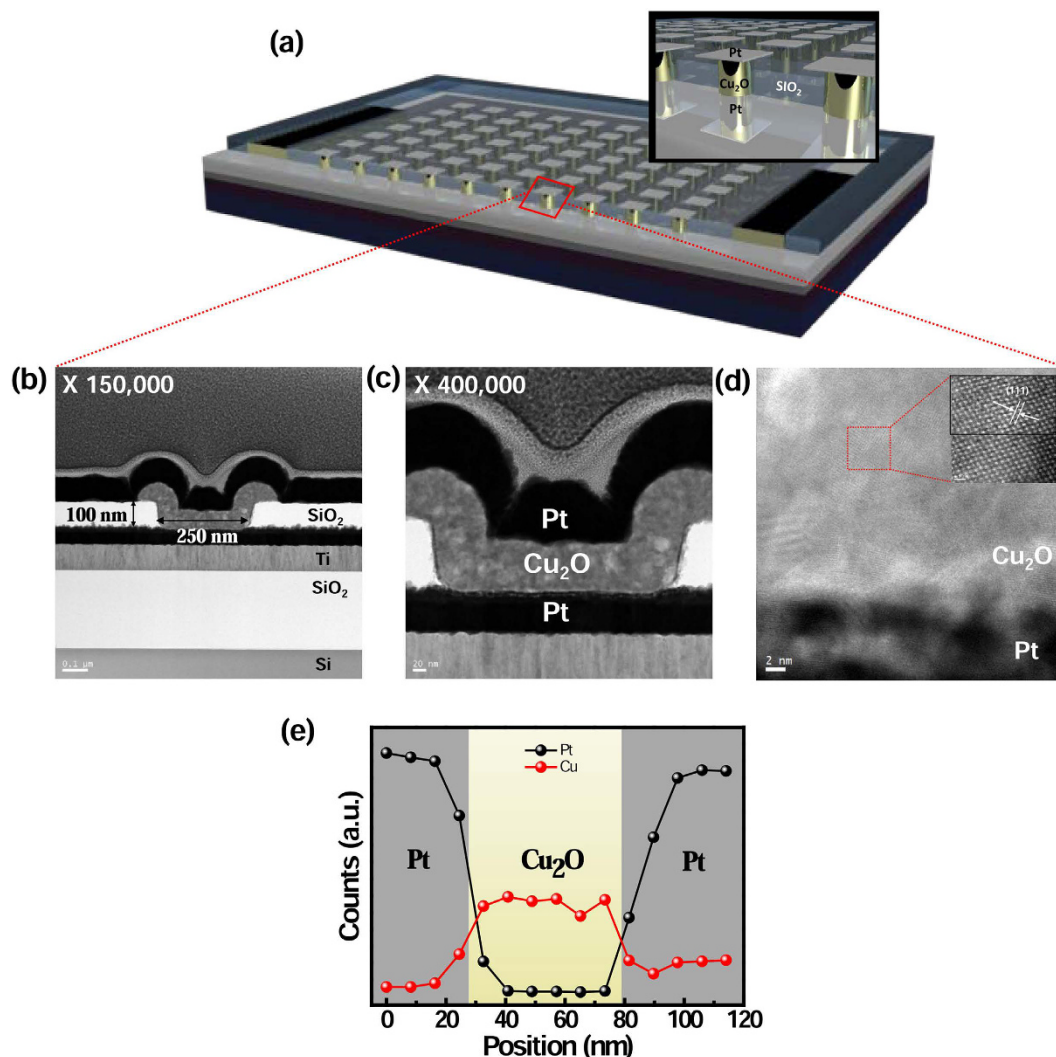 (a)
Pt
Cu₂O
SiO₂
Pt
(b)
X 150,000
100 nm
250 nm
SiO₂
Ti
SiO₂
Si
0.1 μm
(c)
X 400,000
Pt
Cu₂O
Pt
20 nm
(d)
(111)
Cu₂O
Pt
2 nm
(e)
Pt
Cu
Pt
Cu₂O
Pt
Counts (a.u.)
0 20 40 60 80 100 120
Position (nm)